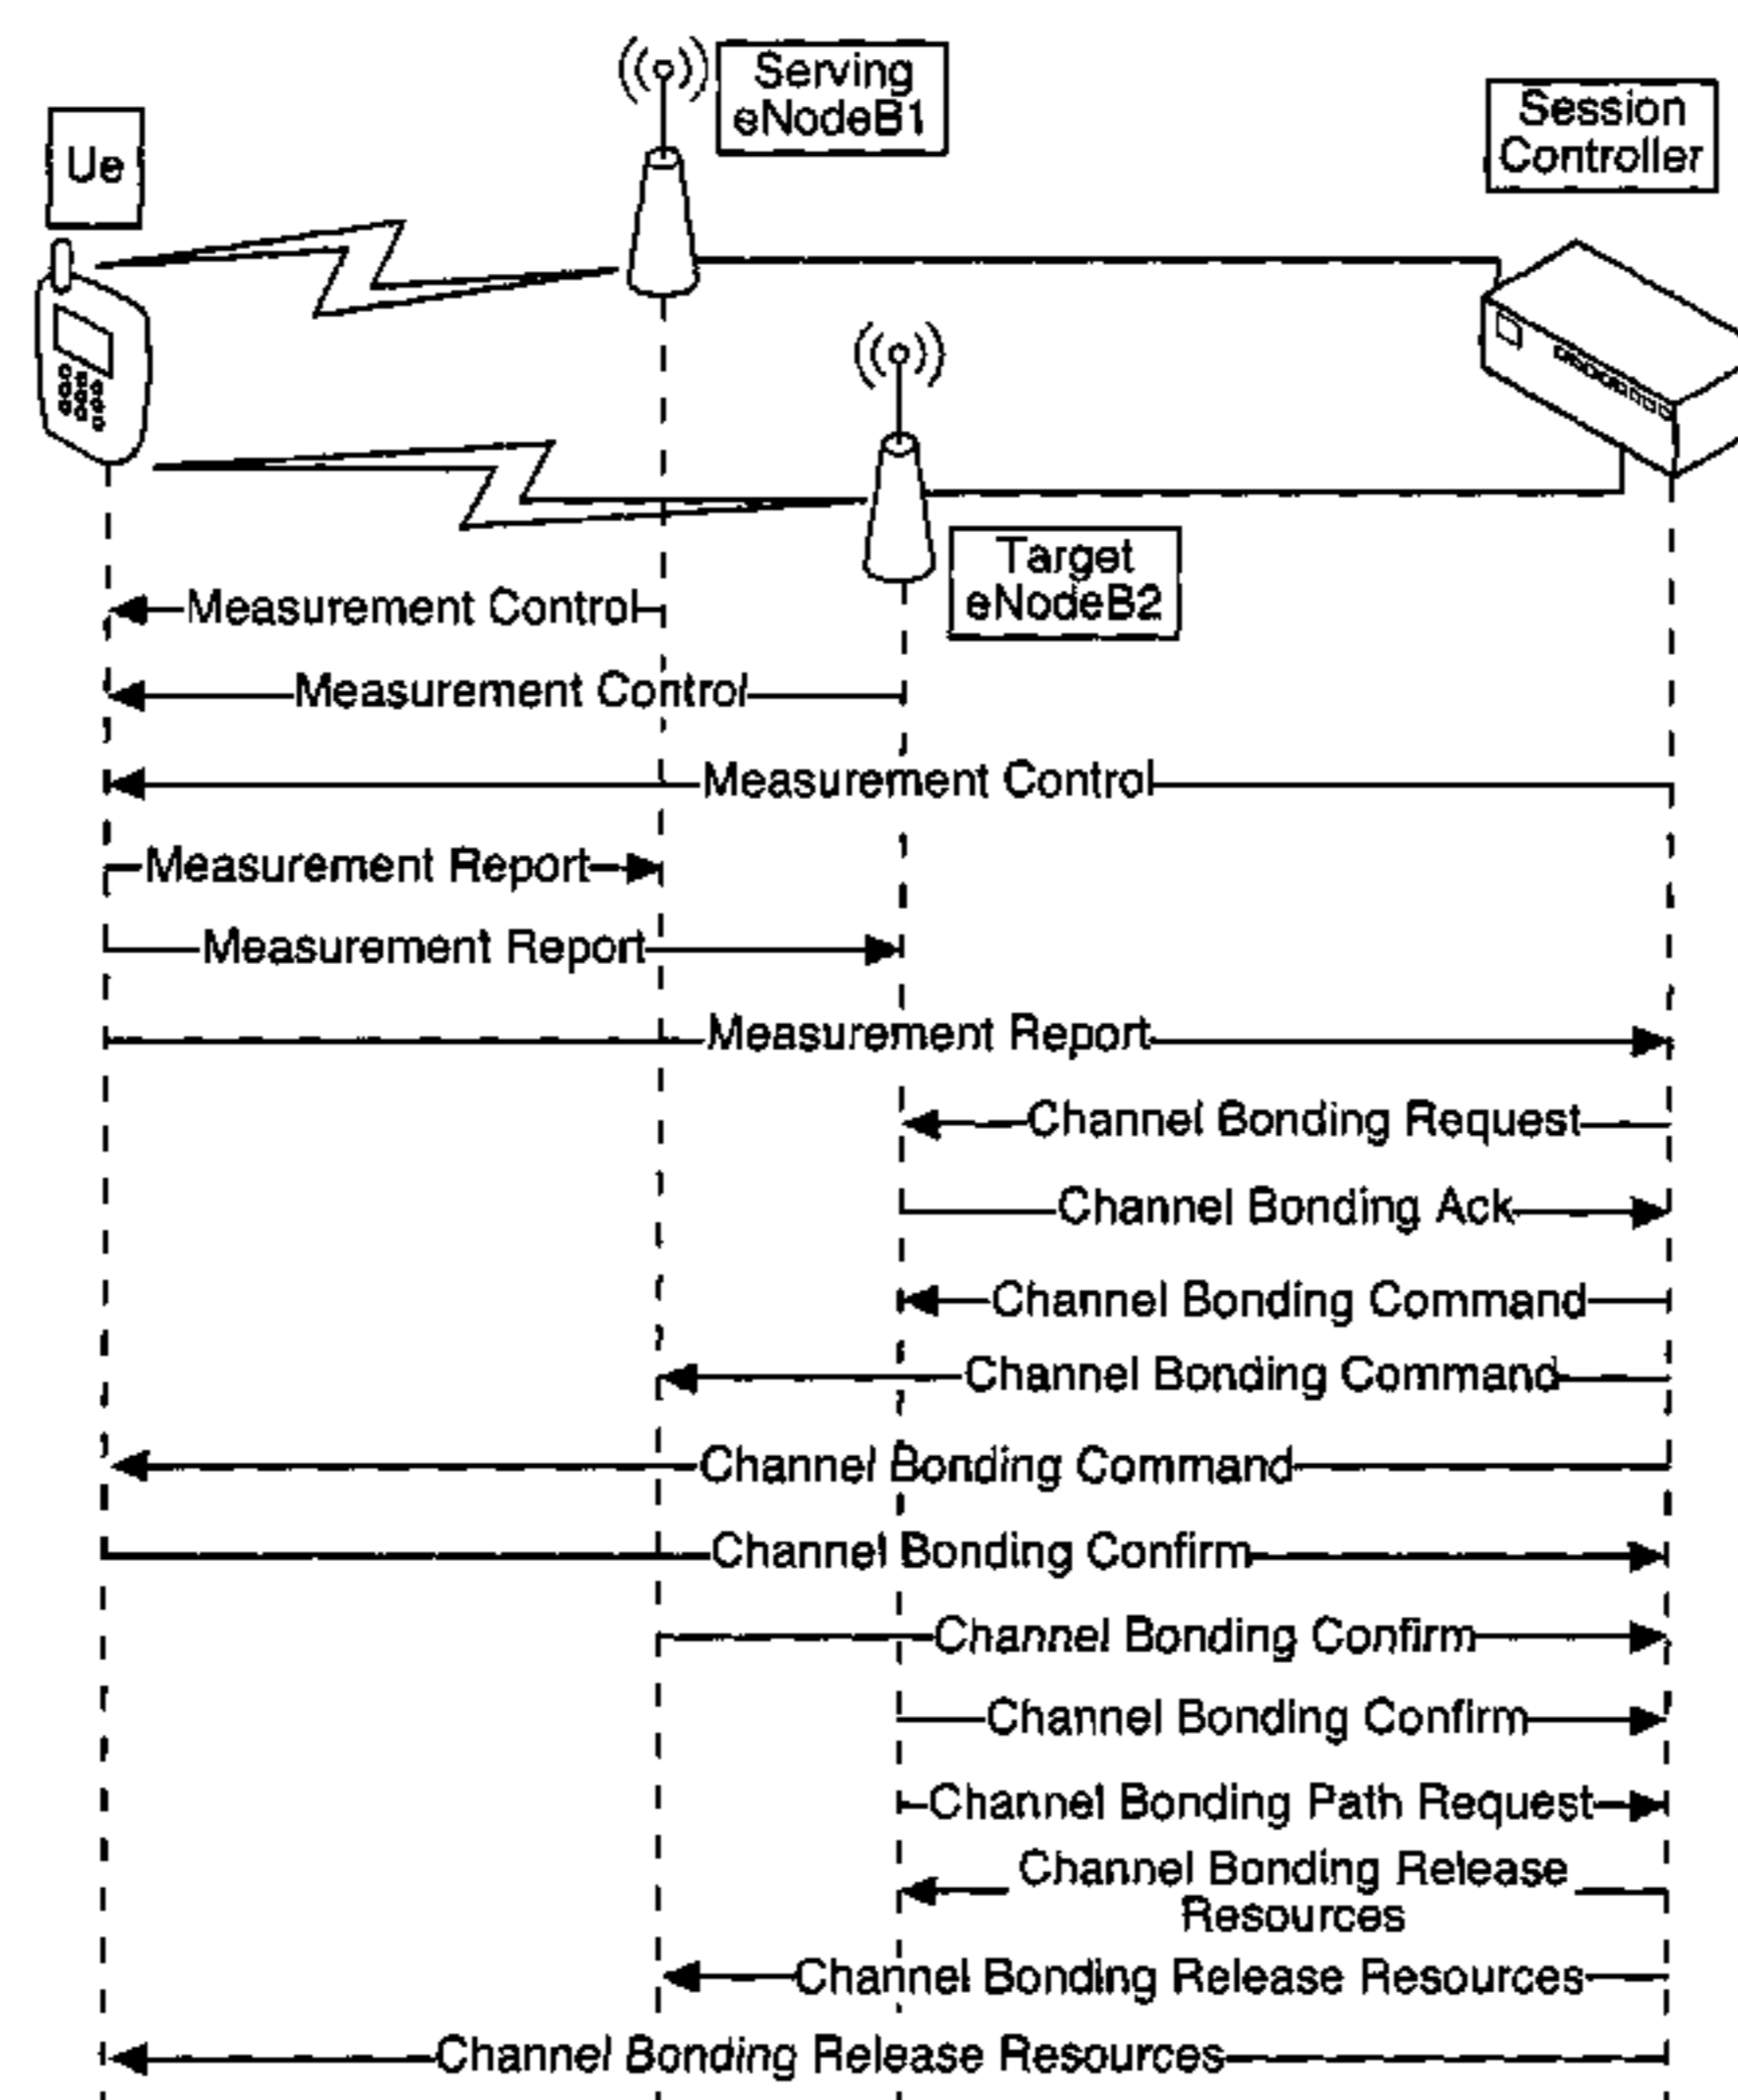 Serving
eNodeB1
Session
Controller
Ue
Target
eNodeB2
Measurement Control
Measurement Control
Measurement Control
Measurement Report
Measurement Report
Measurement Report
Channel Bonding Request
Channel Bonding Ack
Channel Bonding Command
Channel Bonding Command
Channel Bonding Command
Channel Bonding Confirm
Channel Bonding Confirm
Channel Bonding Confirm
Channel Bonding Path Request
Channel Bonding Release
Resources
Channel Bonding Release Resources
Channel Bonding Release Resources